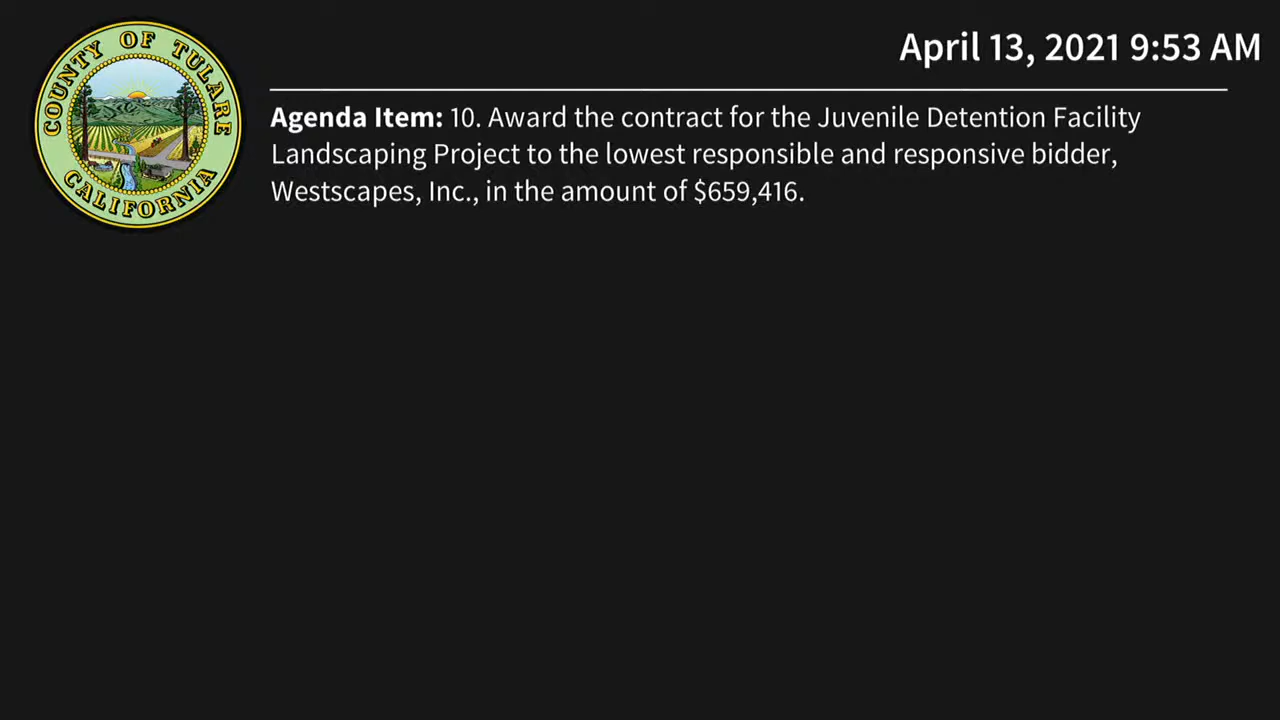 COUNTY OF TULARE
CALIFORNIA
April 13, 2021 9:53 AM
Agenda Item: 10. Award the contract for the Juvenile Detention Facility
Landscaping Project to the lowest responsible and responsive bidder,
Westscapes, Inc., in the amount of $659,416.